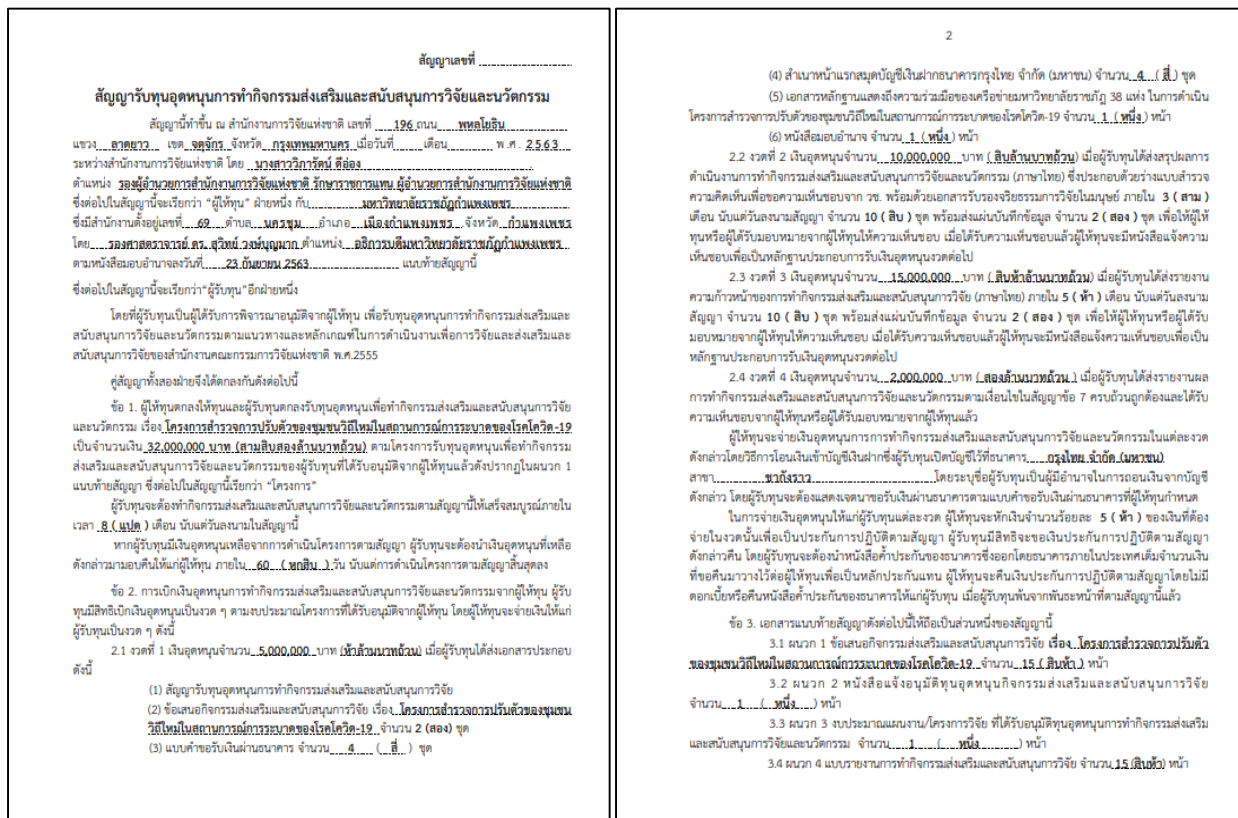 สัญญาเลขที่
สัญญารับทุนอุดหนุนการทำกิจกรรมส่งเสริมและสนับสนุนการวิจัยและนวัตกรรม
สัญญานี้ทำขึ้น ณ สำนักงานการวิจัยแห่งชาติ เลขที่ 196 ถนน พหลโยธิน
แขวง ลาดยาว เขต จตุจักร จังหวัด กรุงเทพมหานคร เมื่อวันที่ เดือน พ.ศ. 2563
ระหว่างสำนักงานการวิจัยแห่งชาติ โดย นางสาววิภารัตน์ ดีอ่อง
ตำแหน่ง รองผู้อำนวยการสำนักงานการวิจัยแห่งชาติ รักษาราชการแทน ผู้อำนวยการสำนักงานการวิจัยแห่งชาติ
ซึ่งต่อไปในสัญญานี้จะเรียกว่า "ผู้ให้ทุน" ฝ่ายหนึ่ง กับ มหาวิทยาลัยราชภัฏกำแพงเพชร
ซึ่งมีสำนักงานตั้งอยู่เลขที่ 69 ตำบล นครชุม อำเภอ เมืองกำแพงเพชร จังหวัด กำแพงเพชร
โดย รองศาสตราจารย์ ดร. สุวิทย์ วงษ์บุญมาก ตำแหน่ง อธิการบดีมหาวิทยาลัยราชภัฏกำแพงเพชร
ตามหนังสือมอบอำนาจลงวันที่ 23 กันยายน 2563 แนบท้ายสัญญานี้
ซึ่งต่อไปในสัญญานี้จะเรียกว่า"ผู้รับทุน"อีกฝ่ายหนึ่ง
โดยที่ผู้รับทุนเป็นผู้ได้รับการพิจารณาอนุมัติจากผู้ให้ทุน เพื่อรับทุนอุดหนุนการทำกิจกรรมส่งเสริมและ
สนับสนุนการวิจัยและนวัตกรรมตามแนวทางและหลักเกณฑ์ในการดำเนินงานเพื่อการวิจัยและส่งเสริมและ
สนับสนุนการวิจัยของสำนักงานคณะกรรมการวิจัยแห่งชาติ พ.ศ.2555
คู่สัญญาทั้งสองฝ่ายจึงได้ตกลงกันดังต่อไปนี้
ข้อ 1. ผู้ให้ทุนตกลงให้ทุนและผู้รับทุนตกลงรับทุนอุดหนุนเพื่อทำกิจกรรมส่งเสริมและสนับสนุนการวิจัย
และนวัตกรรม เรื่อง โครงการสำรวจการปรับตัวของชุมชนวิถีใหม่ในสถานการณ์การระบาดของโรคโควิด-19
เป็นจำนวนเงิน 32,000,000 บาท (สามสิบสองล้านบาทถ้วน) ตามโครงการรับทุนอุดหนุนเพื่อทำกิจกรรม
ส่งเสริมและสนับสนุนการวิจัยและนวัตกรรมของผู้รับทุนที่ได้รับอนุมัติจากผู้ให้ทุนแล้วดังปรากฏในผนวก 1
แนบท้ายสัญญา ซึ่งต่อไปในสัญญานี้เรียกว่า "โครงการ"
ผู้รับทุนจะต้องทำกิจกรรมส่งเสริมและสนับสนุนการวิจัยและนวัตกรรมตามสัญญานี้ให้เสร็จสมบูรณ์ภายใน
เวลา 8 ( แปด ) เดือน นับแต่วันลงนามในสัญญานี้
หากผู้รับทุนมีเงินอุดหนุนเหลือจากการดำเนินโครงการตามสัญญา ผู้รับทุนจะต้องนำเงินอุดหนุนที่เหลือ
ดังกล่าวมามอบคืนให้แก่ผู้ให้ทุน ภายใน 60 ( หกสิบ ) วัน นับแต่การดำเนินโครงการตามสัญญาสิ้นสุดลง
ข้อ 2. การเบิกเงินอุดหนุนการทำกิจกรรมส่งเสริมและสนับสนุนการวิจัยและนวัตกรรมจากผู้ให้ทุน ผู้รับ
ทุนมีสิทธิเบิกเงินอุดหนุนเป็นงวด ๆ ตามงบประมาณโครงการที่ได้รับอนุมัติจากผู้ให้ทุน โดยผู้ให้ทุนจะจ่ายเงินให้แก่
ผู้รับทุนเป็นงวด ๆ ดังนี้
2.1 งวดที่ 1 เงินอุดหนุนจำนวน 5,000,000 บาท (ห้าล้านบาทถ้วน) เมื่อผู้รับทุนได้ส่งเอกสารประกอบ
ดังนี้
(1) สัญญารับทุนอุดหนุนการทำกิจกรรมส่งเสริมและสนับสนุนการวิจัย
(2) ข้อเสนอกิจกรรมส่งเสริมและสนับสนุนการวิจัย เรื่อง โครงการสำรวจการปรับตัวของชุมชน
วิถีใหม่ในสถานการณ์การระบาดของโรคโควิด-19 จำนวน 2 (สอง) ชุด
(3) แบบคำขอรับเงินผ่านธนาคาร จำนวน 4 ( สี่ ) ชุด
2
(4) สำเนาหน้าแรกสมุดบัญชีเงินฝากธนาคารกรุงไทย จำกัด (มหาชน) จำนวน 4 ( สี่ ) ชุด
(5) เอกสารหลักฐานแสดงถึงความร่วมมือของเครือข่ายมหาวิทยาลัยราชภัฏ 38 แห่ง ในการดำเนิน
โครงการสำรวจการปรับตัวของชุมชนวิถีใหม่ในสถานการณ์การระบาดของโรคโควิด-19 จำนวน 1 ( หนึ่ง ) หน้า
(6) หนังสือมอบอำนาจ จำนวน 1 ( หนึ่ง ) หน้า
2.2 งวดที่ 2 เงินอุดหนุนจำนวน 10,000,000 บาท ( สิบล้านบาทถ้วน) เมื่อผู้รับทุนได้ส่งสรุปผลการ
ดำเนินงานการทำกิจกรรมส่งเสริมและสนับสนุนการวิจัยและนวัตกรรม (ภาษาไทย) ซึ่งประกอบด้วยร่างแบบสำรวจ
ความคิดเห็นเพื่อขอความเห็นชอบจาก วช. พร้อมด้วยเอกสารรับรองจริยธรรมการวิจัยในมนุษย์ ภายใน 3 ( สาม )
เดือน นับแต่วันลงนามสัญญา จำนวน 10 ( สิบ ) ชุด พร้อมส่งแผ่นบันทึกข้อมูล จำนวน 2 ( สอง ) ชุด เพื่อให้ผู้ให้
ทุนหรือผู้ได้รับมอบหมายจากผู้ให้ทุนให้ความเห็นชอบ เมื่อได้รับความเห็นชอบแล้วผู้ให้ทุนจะมีหนังสือแจ้งความ
เห็นชอบเพื่อเป็นหลักฐานประกอบการรับเงินอุดหนุนงวดต่อไป
2.3 งวดที่ 3 เงินอุดหนุนจำนวน 15,000,000 บาท ( สิบห้าล้านบาทถ้วน) เมื่อผู้รับทุนได้ส่งรายงาน
ความก้าวหน้าของการทำกิจกรรมส่งเสริมและสนับสนุนการวิจัย (ภาษาไทย) ภายใน 5 ( ห้า ) เดือน นับแต่วันลงนาม
สัญญา จำนวน 10 ( สิบ ) ชุด พร้อมส่งแผ่นบันทึกข้อมูล จำนวน 2 ( สอง ) ชุด เพื่อให้ผู้ให้ทุนหรือผู้ได้รับ
มอบหมายจากผู้ให้ทุนให้ความเห็นชอบ เมื่อได้รับความเห็นชอบแล้วผู้ให้ทุนจะมีหนังสือแจ้งความเห็นชอบเพื่อเป็น
หลักฐานประกอบการรับเงินอุดหนุนงวดต่อไป
2.4 งวดที่ 4 เงินอุดหนุนจำนวน 2,000,000 บาท ( สองล้านบาทถ้วน ) เมื่อผู้รับทุนได้ส่งรายงานผล
การทำกิจกรรมส่งเสริมและสนับสนุนการวิจัยและนวัตกรรมตามเงื่อนไขในสัญญาข้อ 7 ครบถ้วนถูกต้องและได้รับ
ความเห็นชอบจากผู้ให้ทุนหรือผู้ได้รับมอบหมายจากผู้ให้ทุนแล้ว
ผู้ให้ทุนจะจ่ายเงินอุดหนุนการทำกิจกรรมส่งเสริมและสนับสนุนการวิจัยและนวัตกรรมในแต่ละงวด
ดังกล่าวโดยวิธีการโอนเงินเข้าบัญชีเงินฝากซึ่งผู้รับทุนเปิดบัญชีไว้ที่ธนาคาร กรุงไทย จำกัด (มหาชน)
สาขา ชากังราว โดยระบุชื่อผู้รับทุนเป็นผู้มีอำนาจในการถอนเงินจากบัญชี
ดังกล่าว โดยผู้รับทุนจะต้องแสดงเจตนาขอรับเงินผ่านธนาคารตามแบบคำขอรับเงินผ่านธนาคารที่ผู้ให้ทุนกำหนด
ในการจ่ายเงินอุดหนุนให้แก่ผู้รับทุนแต่ละงวด ผู้ให้ทุนจะหักเงินจำนวนร้อยละ 5 ( ห้า ) ของเงินที่ต้อง
จ่ายในงวดนั้นเพื่อเป็นประกันการปฏิบัติตามสัญญา ผู้รับทุนมีสิทธิจะขอเงินประกันการปฏิบัติตามสัญญา
ดังกล่าวคืน โดยผู้รับทุนจะต้องนำหนังสือค้ำประกันของธนาคารซึ่งออกโดยธนาคารภายในประเทศเต็มจำนวนเงิน
ที่ขอคืนมาวางไว้ต่อผู้ให้ทุนเพื่อเป็นหลักประกันแทน ผู้ให้ทุนจะคืนเงินประกันการปฏิบัติตามสัญญาโดยไม่มี
ดอกเบี้ยหรือคืนหนังสือค้ำประกันของธนาคารให้แก่ผู้รับทุน เมื่อผู้รับทุนพ้นจากพันธะหน้าที่ตามสัญญานี้แล้ว
ข้อ 3. เอกสารแนบท้ายสัญญาดังต่อไปนี้ให้ถือเป็นส่วนหนึ่งของสัญญานี้
3.1 ผนวก 1 ข้อเสนอกิจกรรมส่งเสริมและสนับสนุนการวิจัย เรื่อง โครงการสำรวจการปรับตัว
ของชุมชนวิถีใหม่ในสถานการณ์การระบาดของโรคโควิด-19 จำนวน 15 ( สิบห้า ) หน้า
3.2 ผนวก 2 หนังสือแจ้งอนุมัติทุนอุดหนุนกิจกรรมส่งเสริมและสนับสนุนการวิจัย
จำนวน 1 ( หนึ่ง ) หน้า
3.3 ผนวก 3 งบประมาณแผนงาน/โครงการวิจัย ที่ได้รับอนุมัติทุนอุดหนุนการทำกิจกรรมส่งเสริม
และสนับสนุนการวิจัยและนวัตกรรม จำนวน 1 ( หนึ่ง ) หน้า
3.4 ผนวก 4 แบบรายงานการทำกิจกรรมส่งเสริมและสนับสนุนการวิจัย จำนวน 15 (สิบห้า) หน้า